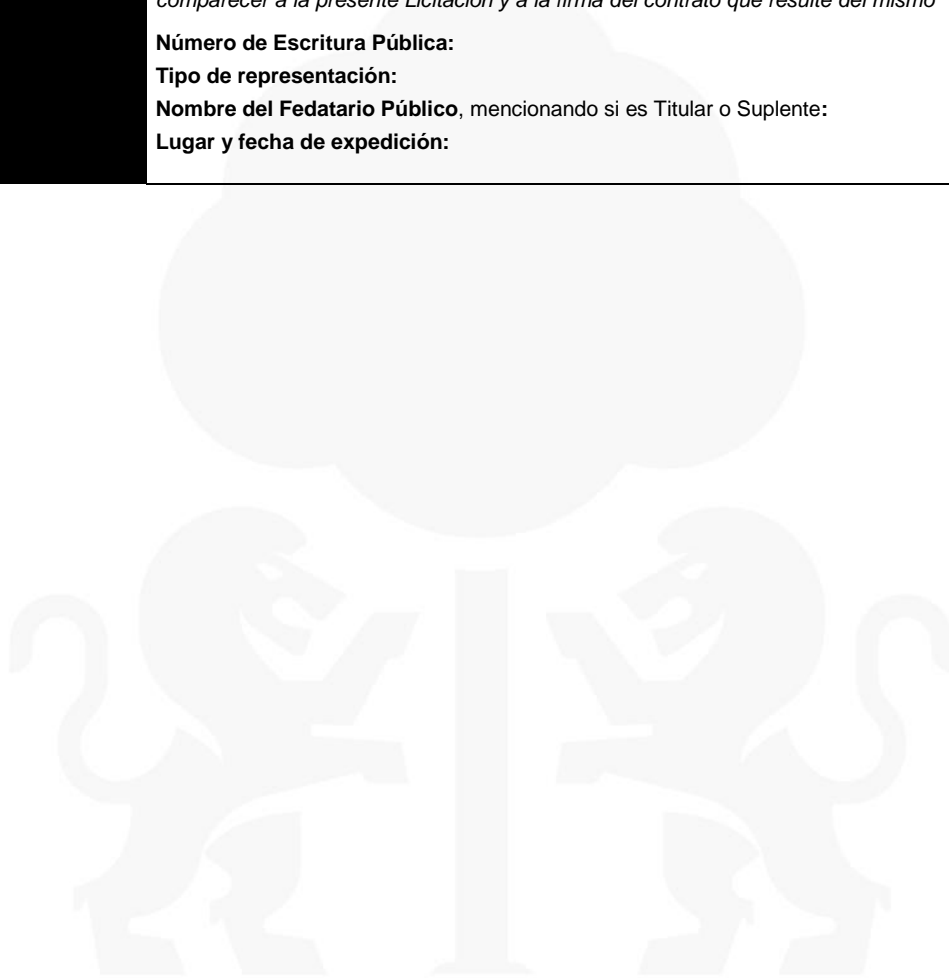 comparecer a la presente Licitación y a la firma del contrato que resulte del mismo
Número de Escritura Pública:
Tipo de representación:
Nombre del Fedatario Público, mencionando si es Titular o Suplente:
Lugar y fecha de expedición: